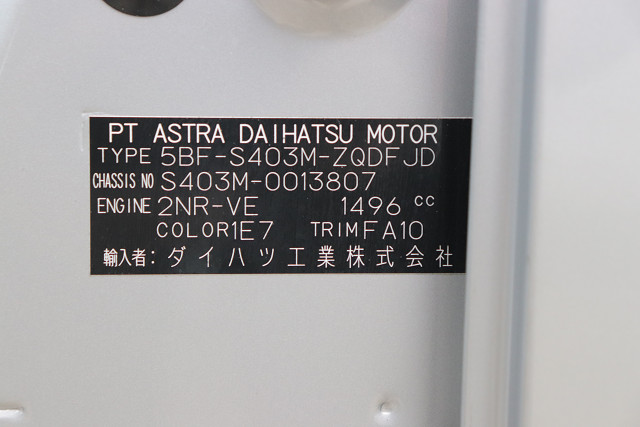 PT ASTRA DAIHATSU MOTOR
TYPE 5BF-S403M-ZQDFJD
CHASSIS NO S403M-0013807
ENGINE 2NR-VE 1496 cc
COLOR 1E7 TRIM FA10
輸入者: ダイハツ工業株式会社